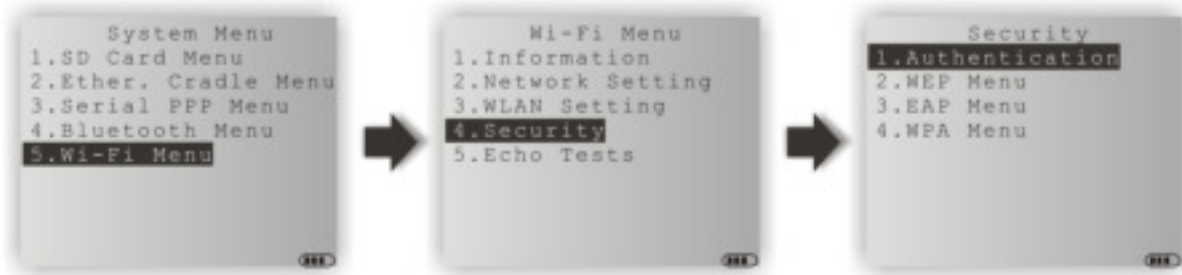 System Menu
1.SD Card Menu
2.Ether. Cradle Menu
3.Serial PPP Menu
4.Bluetooth Menu
5.Wi-Fi Menu
Wi-Fi Menu
1.Information
2.Network Setting
3.WLAN Setting
4.Security
5.Echo Tests
Security
1.Authentication
2.WEP Menu
3.EAP Menu
4.WPA Menu